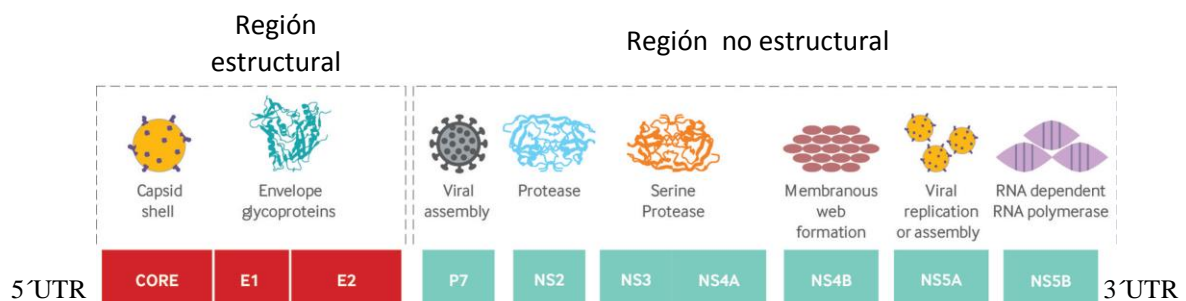 Región
estructural
Región no estructural
Capsid
shell
Envelope
glycoproteins
Viral
assembly
Protease
Serine
Protease
Membranous
web
formation
Viral
replication
or assembly
RNA dependent
RNA polymerase
5´UTR CORE E1 E2 P7 NS2 NS3 NS4A NS4B NS5A NS5B 3´UTR